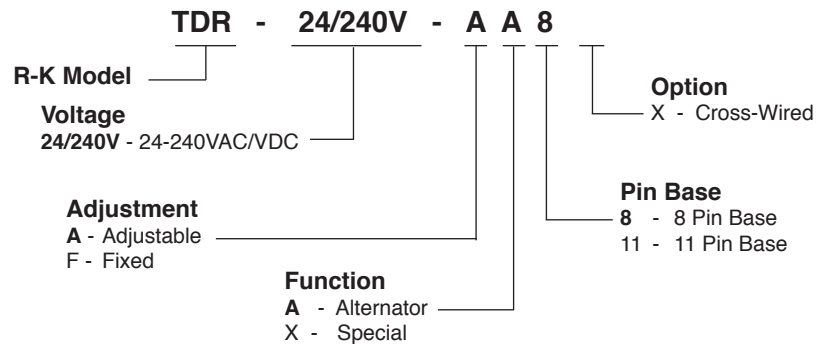 TDR - 24/240V - A A 8
R-K Model
Voltage
24/240V - 24-240VAC/VDC
Option
X - Cross-Wired
Adjustment
A - Adjustable
F - Fixed
Pin Base
8 - 8 Pin Base
11 - 11 Pin Base
Function
A - Alternator
X - Special